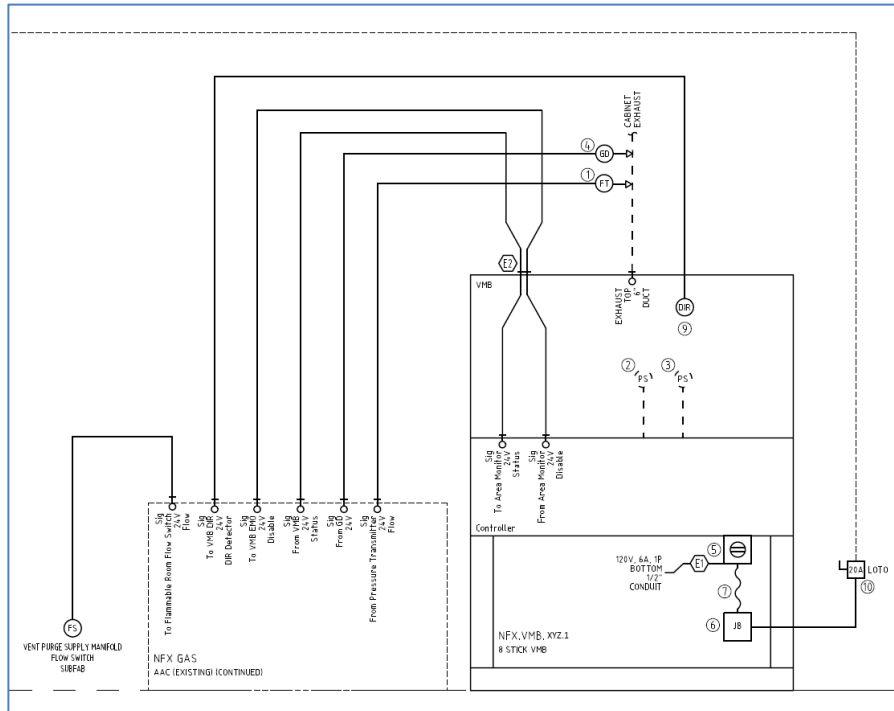 CABINET
EXHAUST
4
GD
1
FT
E2
VMB
EXHAUST
TOP
6"
DUCT
DIR
9
2
PS
3
PS
Sig
24V
Status
To Area Monitor
Sig
24V
Disable
From Area Monitor
Controller
Sig
24V
Flow
To Flammable Room Flow Switch
Sig
24V
DIR Detector
To VMB DIR
Sig
24V
Disable
To VMB EMO
Sig
24V
Status
From VMB
Sig
24V
From GD
Sig
24V
Flow
From Pressure Transmitter
120V, 6A, 1P
BOTTOM
1/2"
CONDUIT
E1
5
7
6
JB
20A
LOTO
10
FS
VENT PURGE SUPPLY MANIFOLD
FLOW SWITCH
SUBFAB
NFX GAS
AAC (EXISTING) (CONTINUED)
NFX.VMB. XYZ.1
8 STICK VMB